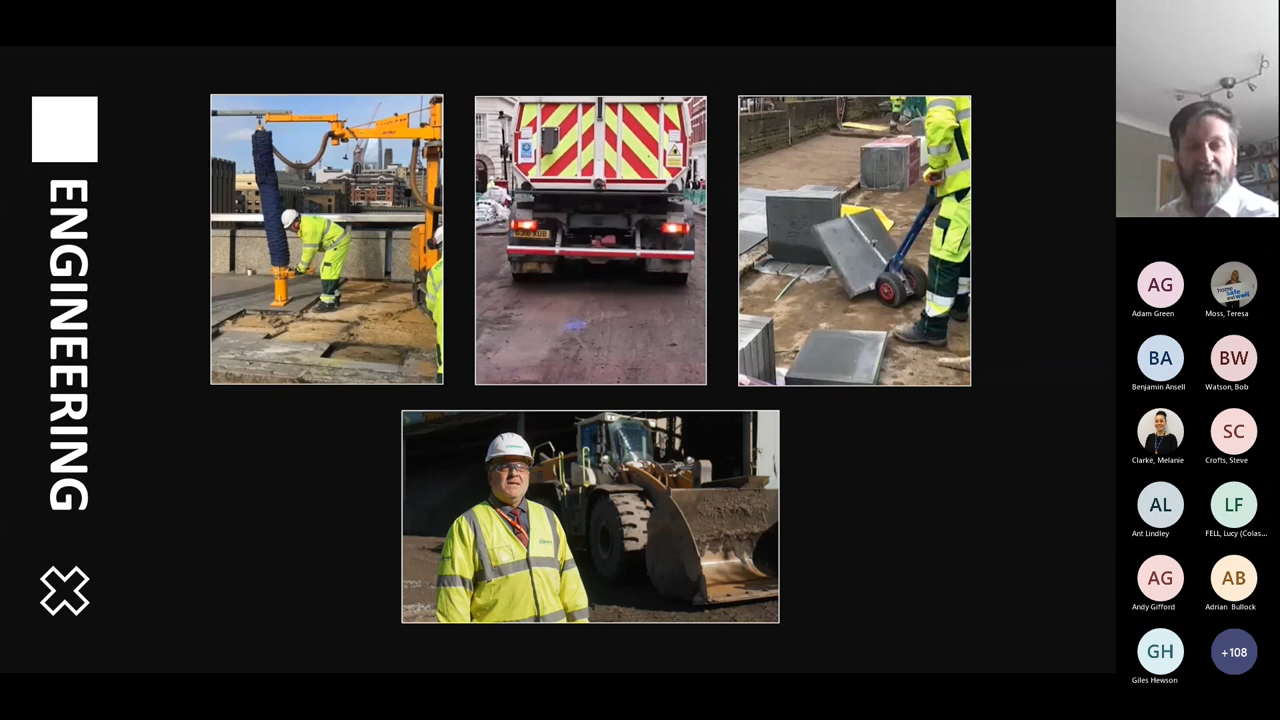 ENGINEERING
AG
Adam Green
Moss, Teresa
BA
Benjamin Ansell
BW
Watson, Bob
Clarke, Melanie
SC
Crofts, Steve
AL
Ant Lindley
LF
FELL, Lucy (Colas...
AG
Andy Gifford
AB
Adrian Bullock
GH
Giles Hewson
+108